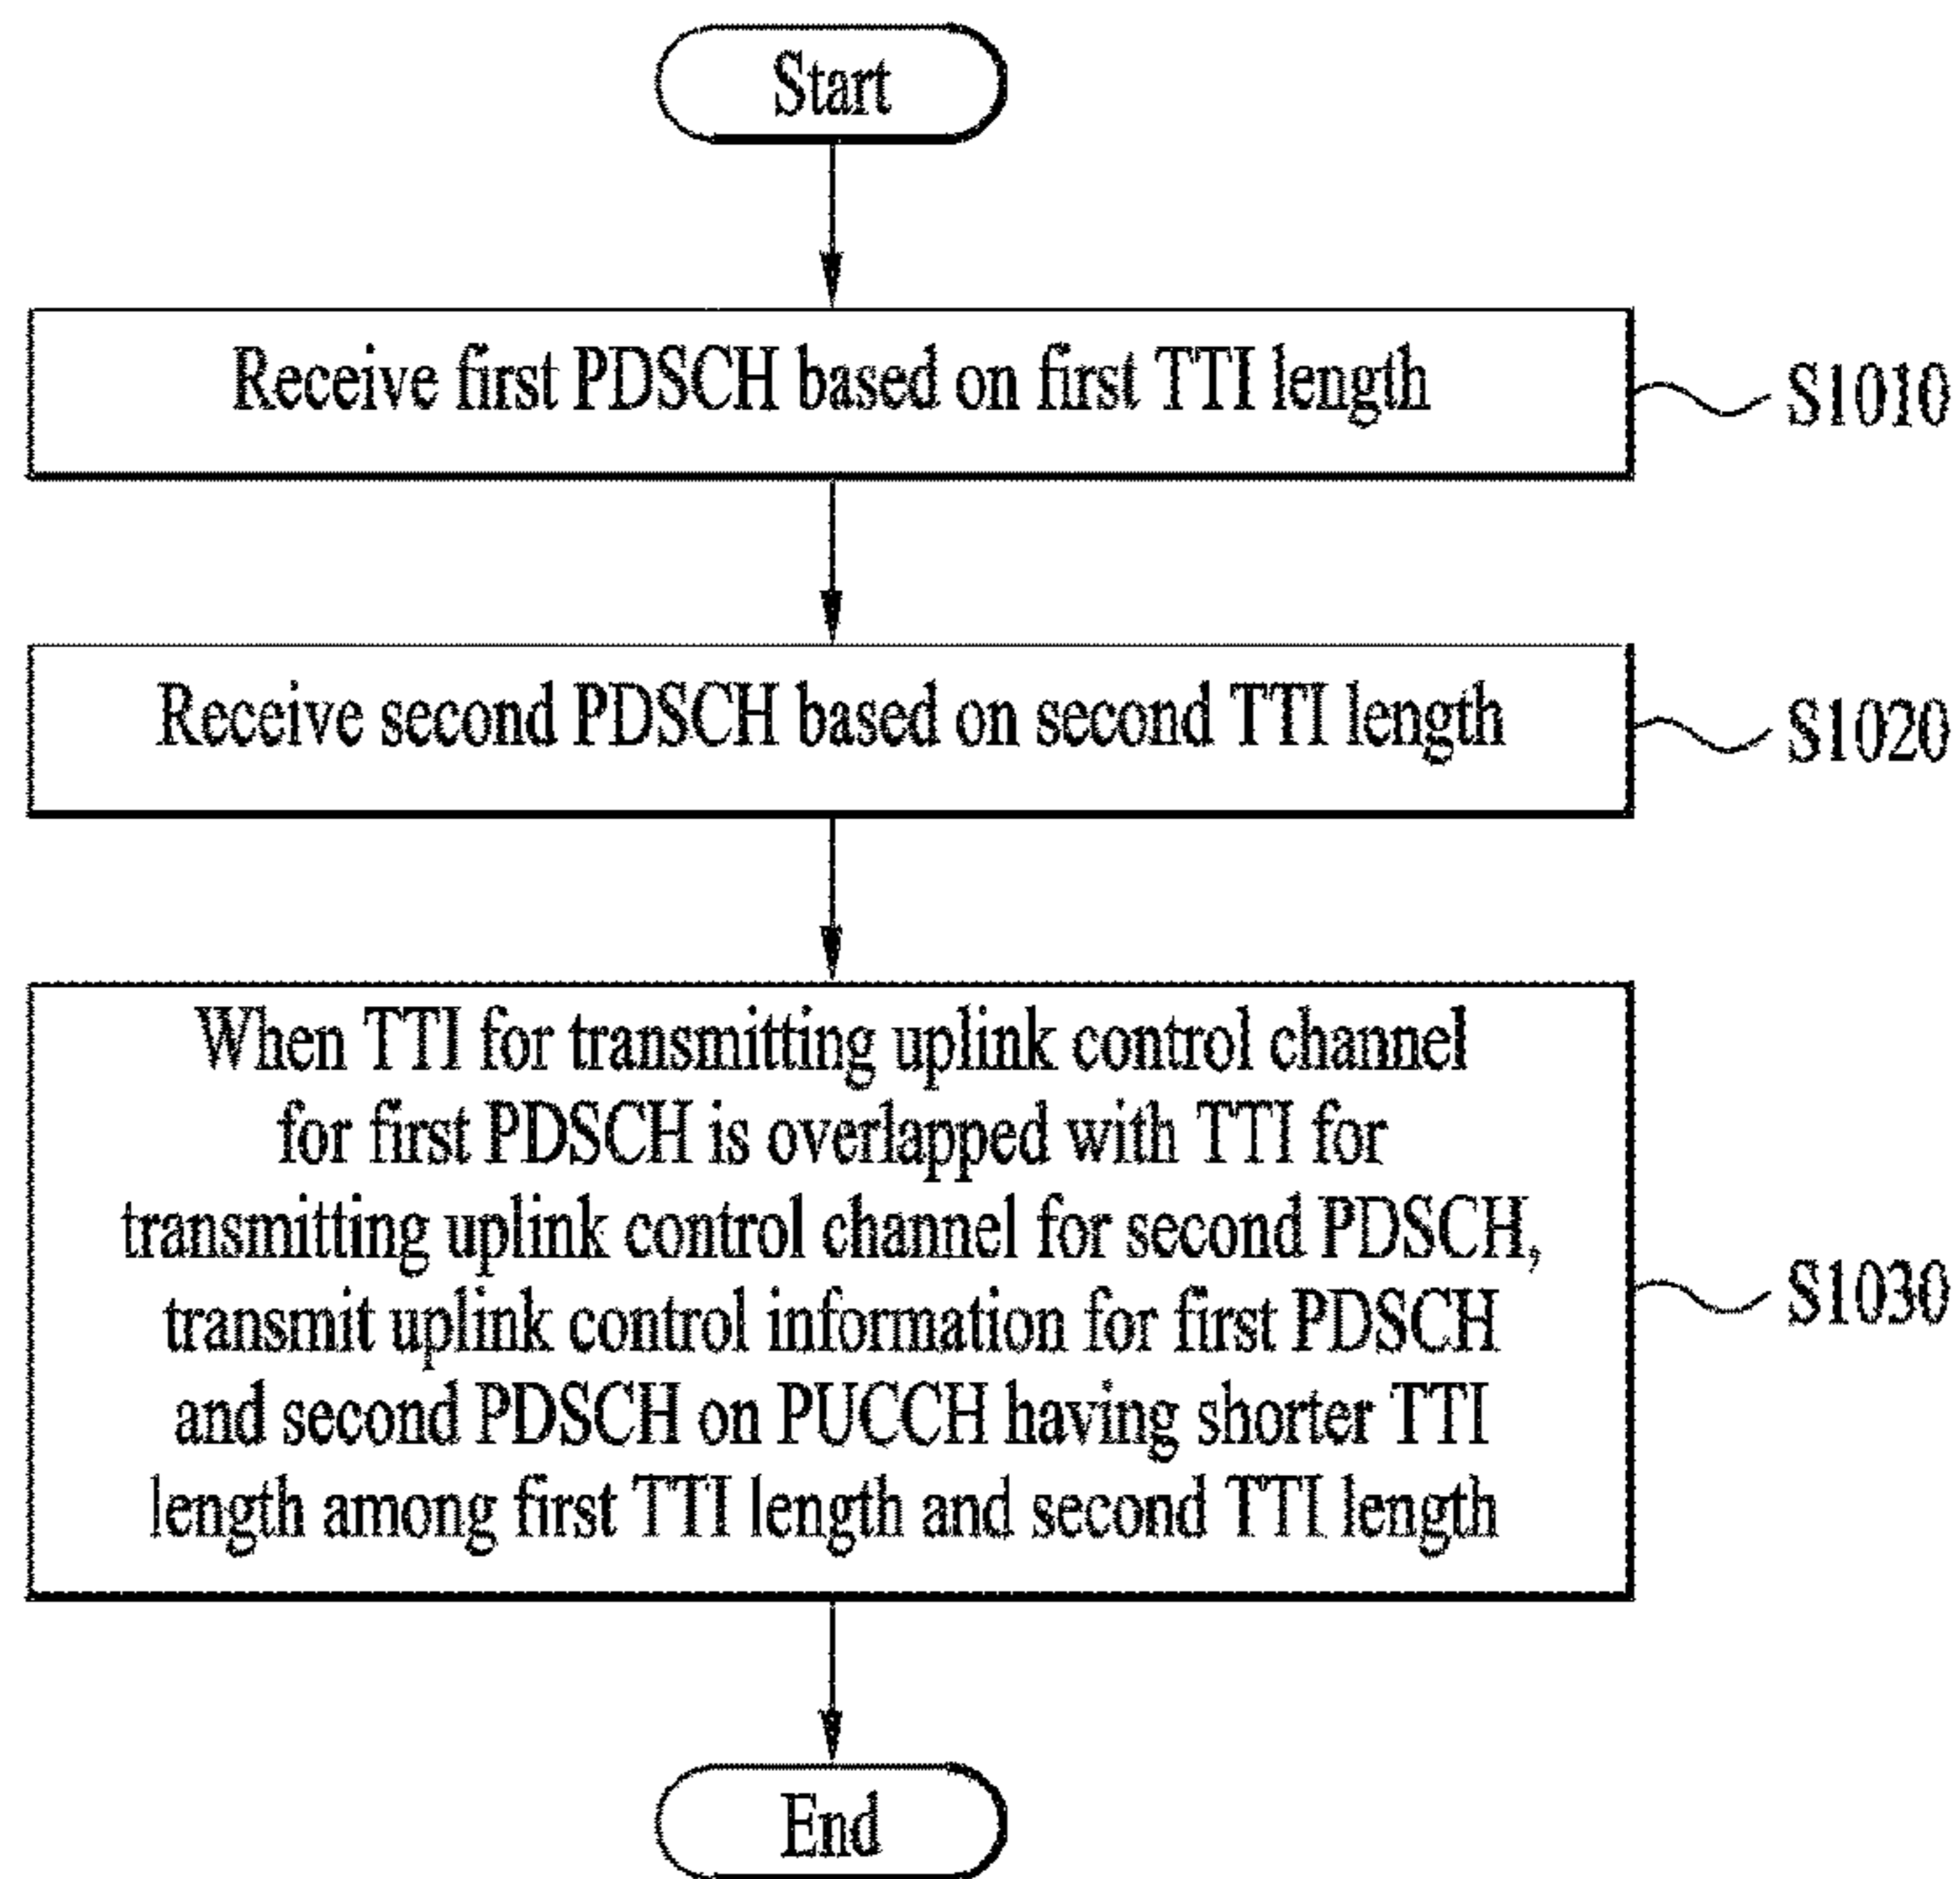 Start
Receive first PDSCH based on first TTI length
S1010
Receive second PDSCH based on second TTI length
S1020
When TTI for transmitting uplink control channel
for first PDSCH is overlapped with TTI for
transmitting uplink control channel for second PDSCH,
transmit uplink control information for first PDSCH
and second PDSCH on PUCCH having shorter TTI
length among first TTI length and second TTI length
S1030
End